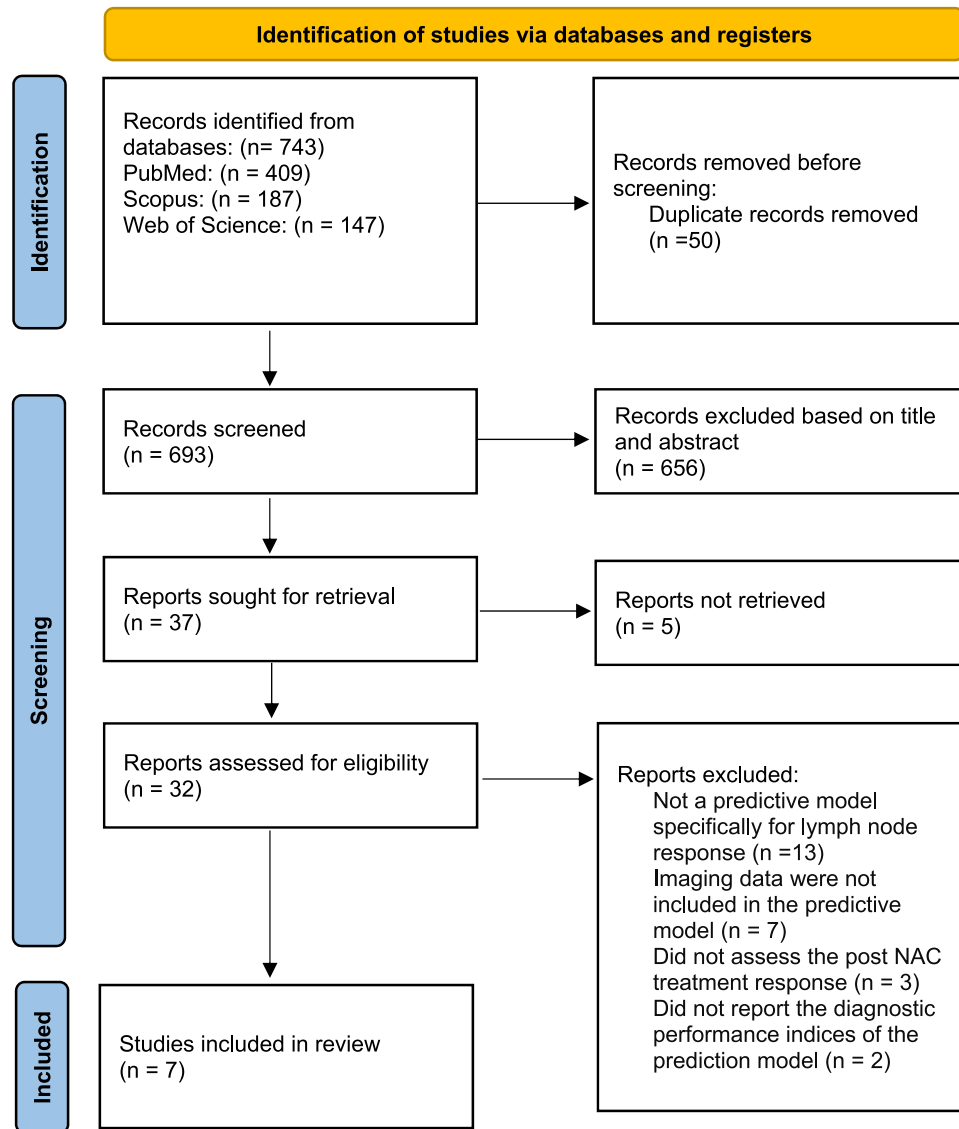 Identification of studies via databases and registers
Identification
Records identified from
databases: (n= 743)
PubMed: (n = 409)
Scopus: (n = 187)
Web of Science: (n = 147)
Records removed before
screening:
Duplicate records removed
(n =50)
Screening
Records screened
(n = 693)
Records excluded based on title
and abstract
(n = 656)
Reports sought for retrieval
(n = 37)
Reports not retrieved
(n = 5)
Reports assessed for eligibility
(n = 32)
Reports excluded:
Not a predictive model
specifically for lymph node
response (n =13)
Imaging data were not
included in the predictive
model (n = 7)
Did not assess the post NAC
treatment response (n = 3)
Did not report the diagnostic
performance indices of the
prediction model (n = 2)
Included
Studies included in review
(n = 7)